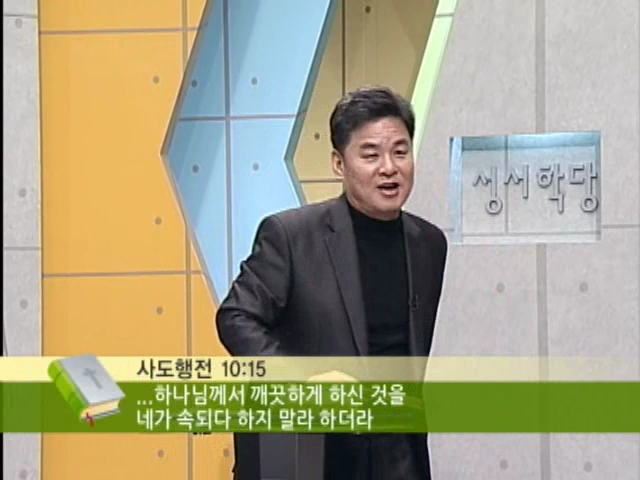 성서학당
사도행전 10:15
...하나님께서 깨끗하게 하신 것을
네가 속되다 하지 말라 하더라